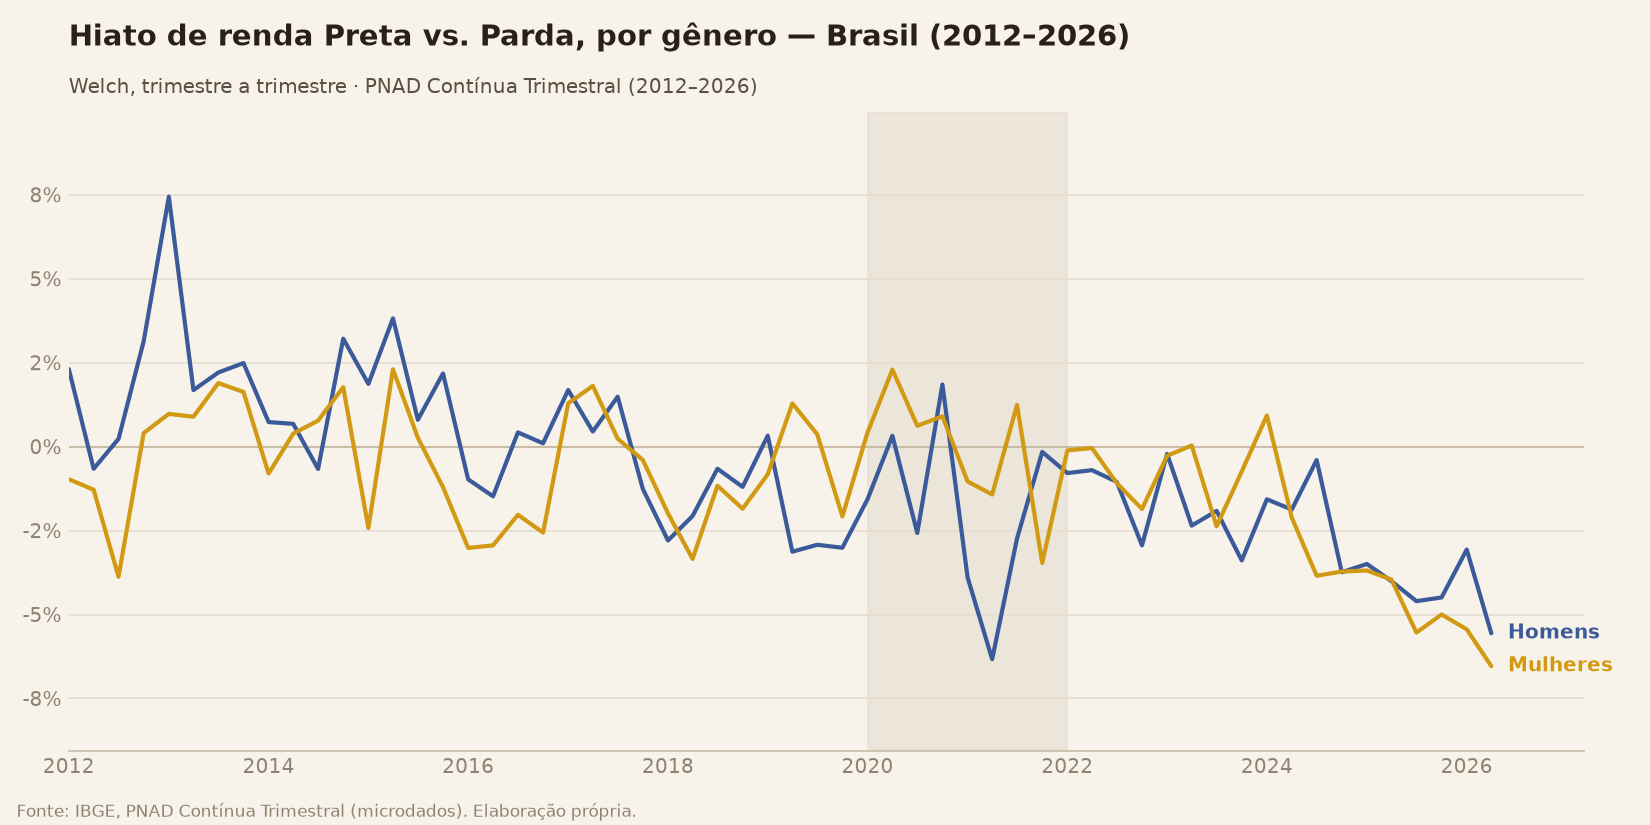 Hiato de renda Preta vs. Parda, por gênero — Brasil (2012–2026)
Welch, trimestre a trimestre · PNAD Contínua Trimestral (2012–2026)
8%
5%
2%
0%
-2%
-5%
-8%
Homens
Mulheres
2012 2014 2016 2018 2020 2022 2024 2026
Fonte: IBGE, PNAD Contínua Trimestral (microdados). Elaboração própria.